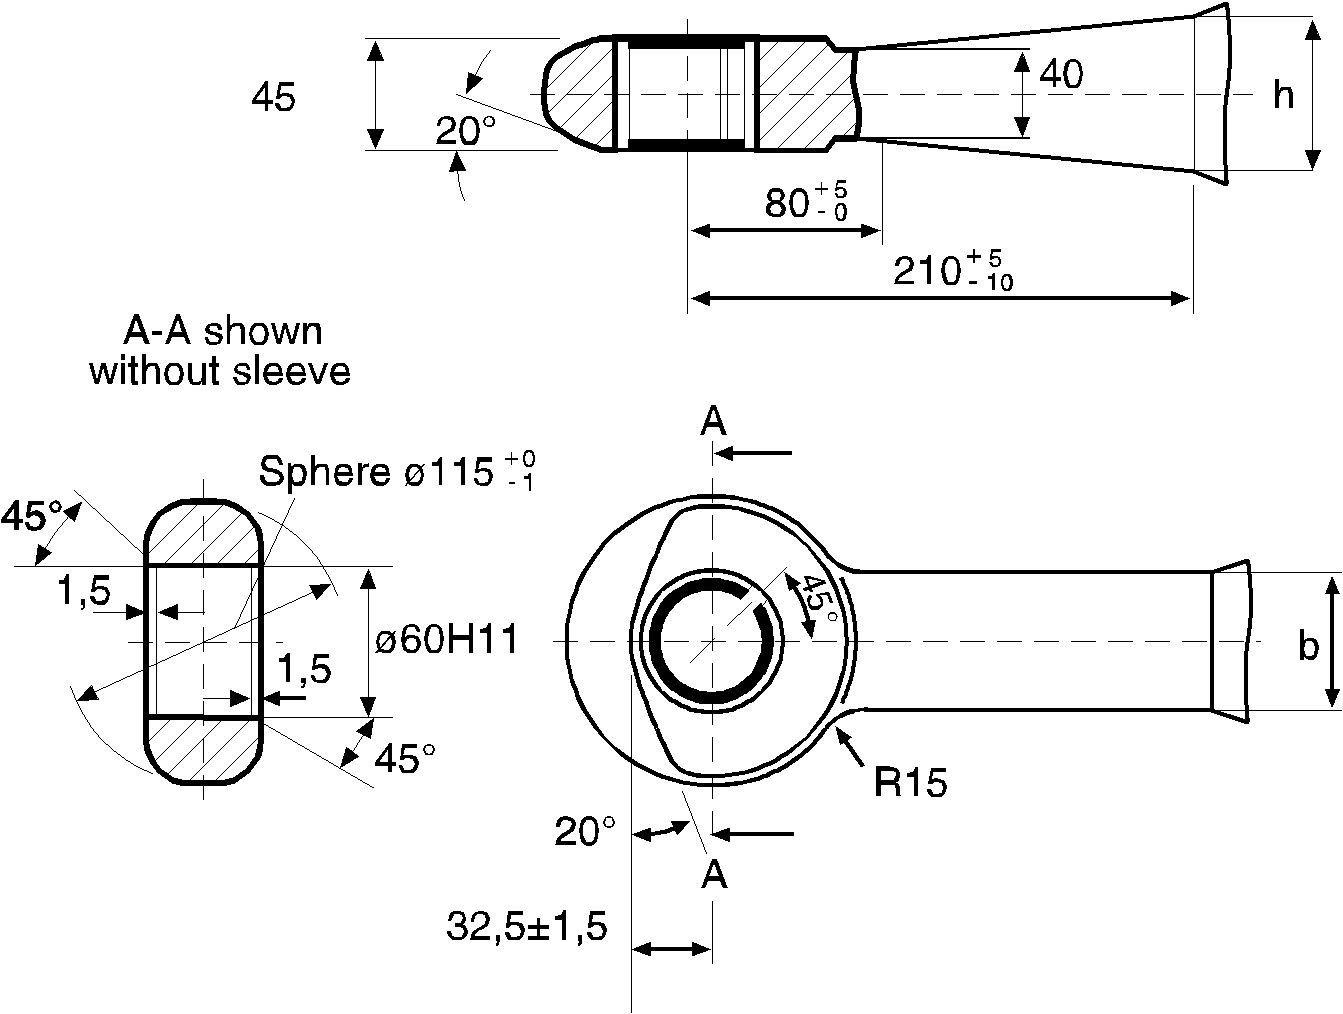 45
20°
40
h
80 +5 -0
210 +5 -10
A-A shown
without sleeve
A
Sphere ø115 +0 -1
45°
1,5
45°
ø60H11
b
1,5
45°
R15
20°
A
32,5±1,5